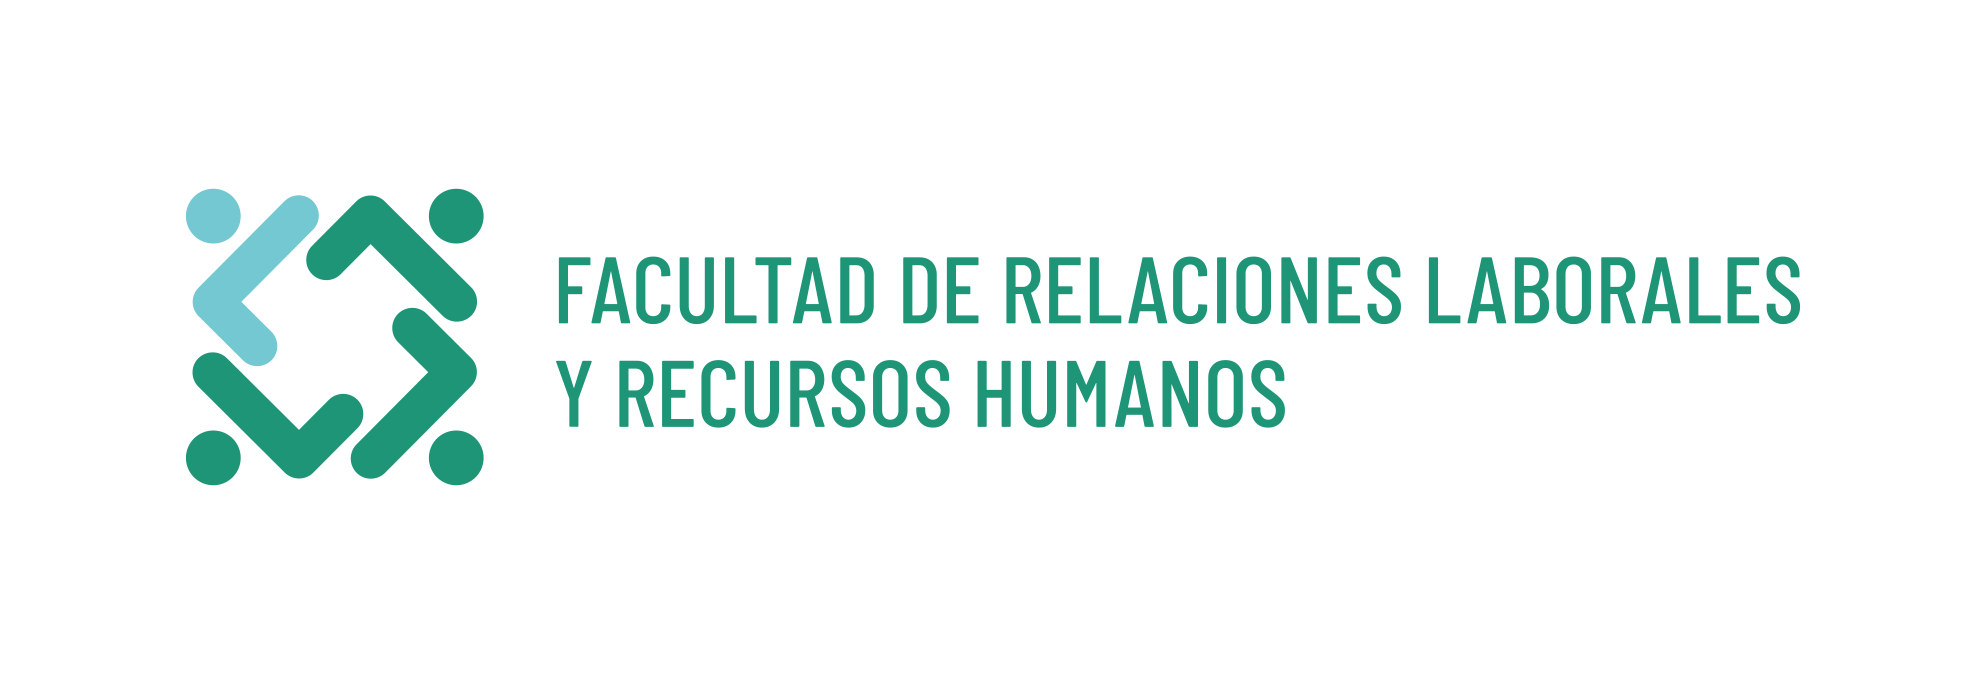 FACULTAD DE RELACIONES LABORALES
Y RECURSOS HUMANOS